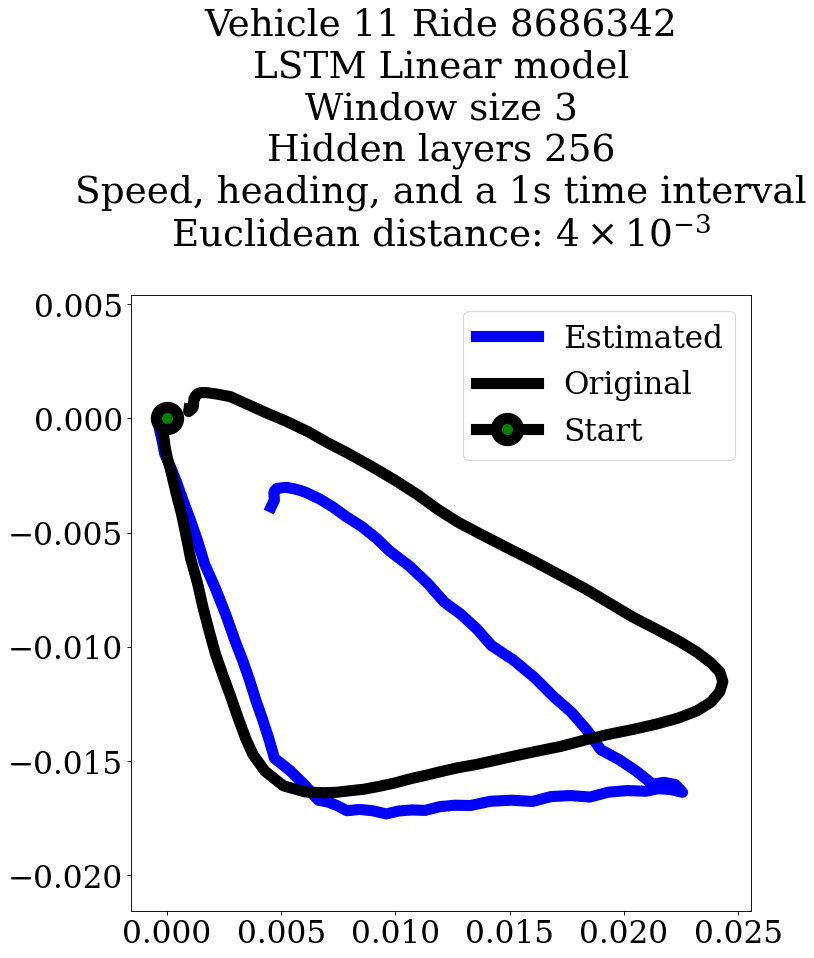 Vehicle 11 Ride 8686342
LSTM Linear model
Window size 3
Hidden layers 256
Speed, heading, and a 1s time interval
Euclidean distance: 4 × 10⁻³
0.005
0.000
−0.005
−0.010
−0.015
−0.020
Estimated
Original
Start
0.000 0.005 0.010 0.015 0.020 0.025